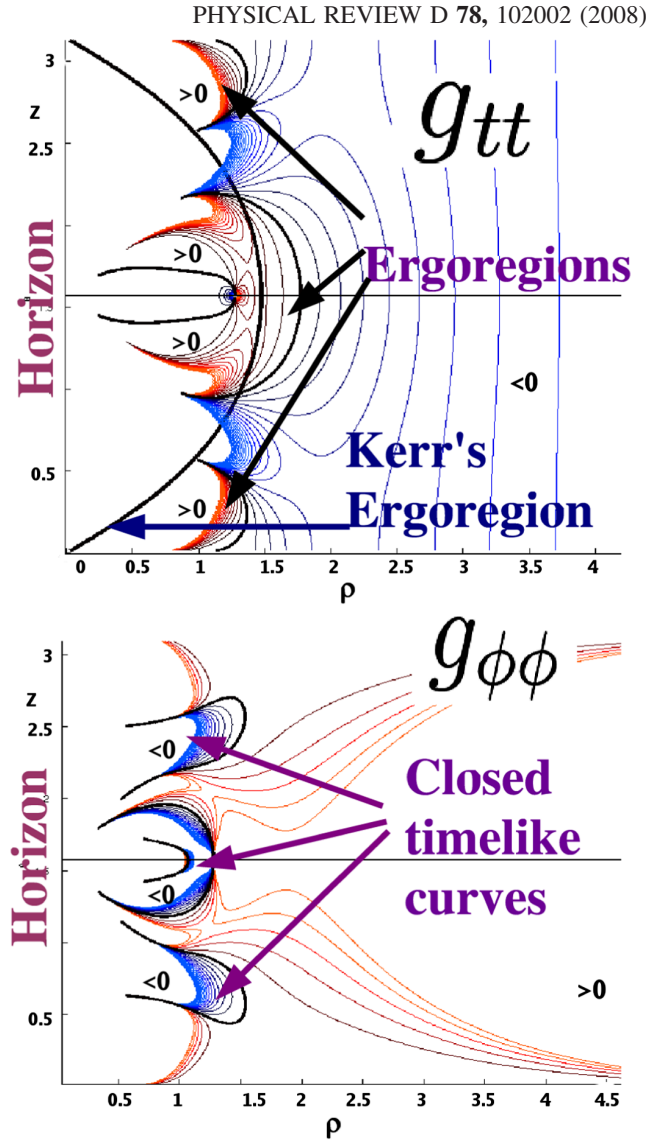 PHYSICAL REVIEW D 78, 102002 (2008)
3
z
2.5
0.5
Horizon
>0
>0
>0
>0
<0
gtt
Ergoregions
Kerr's
Ergoregion
0 0.5 1 1.5 2 2.5 3 3.5 4
ρ
3
z
2.5
2
0.5
Horizon
<0
<0
<0
>0
gϕϕ
Closed
timelike
curves
0.5 1 1.5 2 2.5 3 3.5 4 4.5
ρ